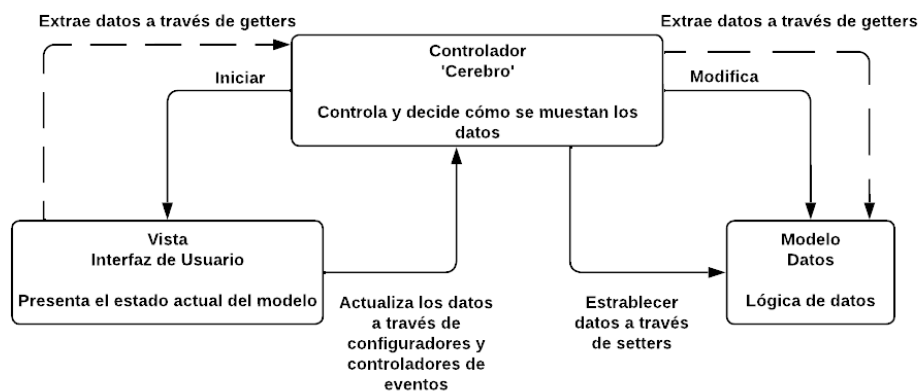 Extrae datos a través de getters
Extrae datos a través de getters
Controlador
'Cerebro'
Controla y decide cómo se muestan los
datos
Iniciar
Modifica
Vista
Interfaz de Usuario
Presenta el estado actual del modelo
Modelo
Datos
Lógica de datos
Actualiza los datos
a través de
configuradores y
controladores de
eventos
Estrablecer
datos a través
de setters